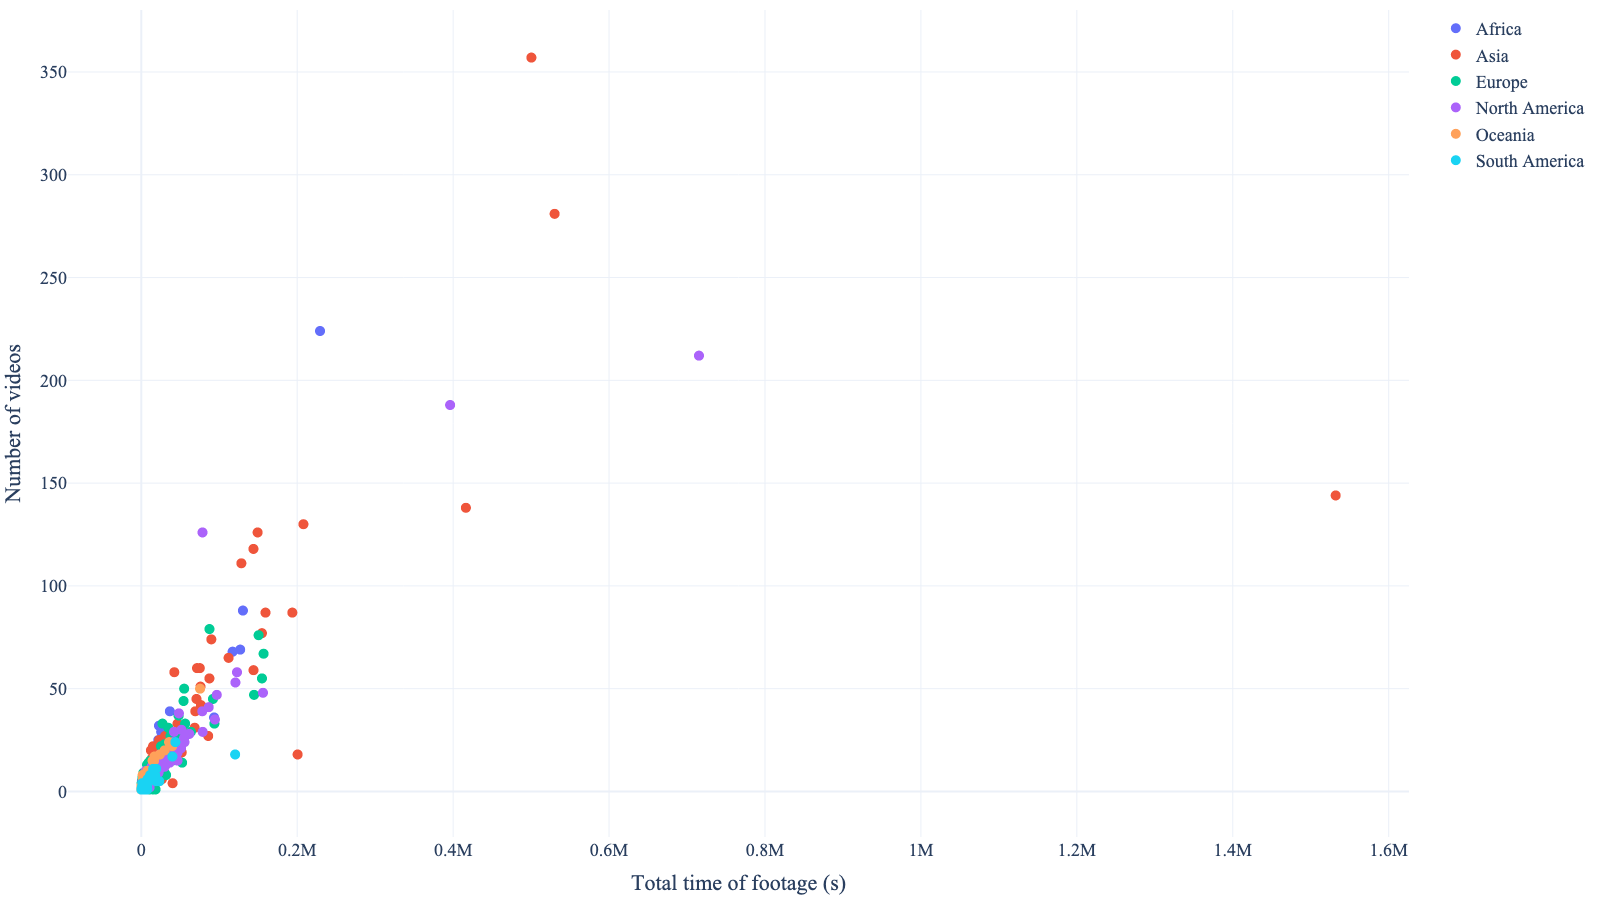 350
300
250
200
150
100
50
0
Number of videos
0
0.2M
0.4M
0.6M
0.8M
1M
1.2M
1.4M
1.6M
Total time of footage (s)
Africa
Asia
Europe
North America
Oceania
South America